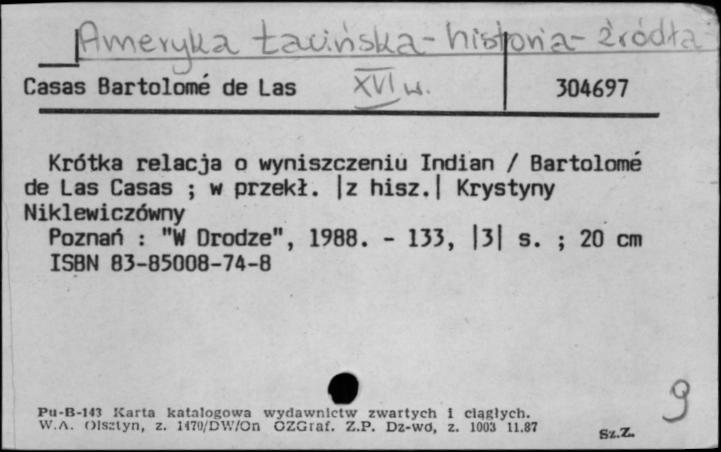 Ameryka Łacińska - historia - źródła
Casas Bartolomé de Las XVI w. 304697
Krótka relacja o wyniszczeniu Indian / Bartolomé
de Las Casas ; w przekł. |z hisz.| Krystyny
Niklewiczówny
Poznań : "W Drodze", 1988. - 133, |3| s. ; 20 cm
ISBN 83-85008-74-8
9
Pu-B-143 Karta katalogowa wydawnictw zwartych i ciągłych.
W.A. Olsztyn, z. 1470/DW/On OZGraf. Z.P. Dz-wo, z. 1003 11.87
Sz.Z.